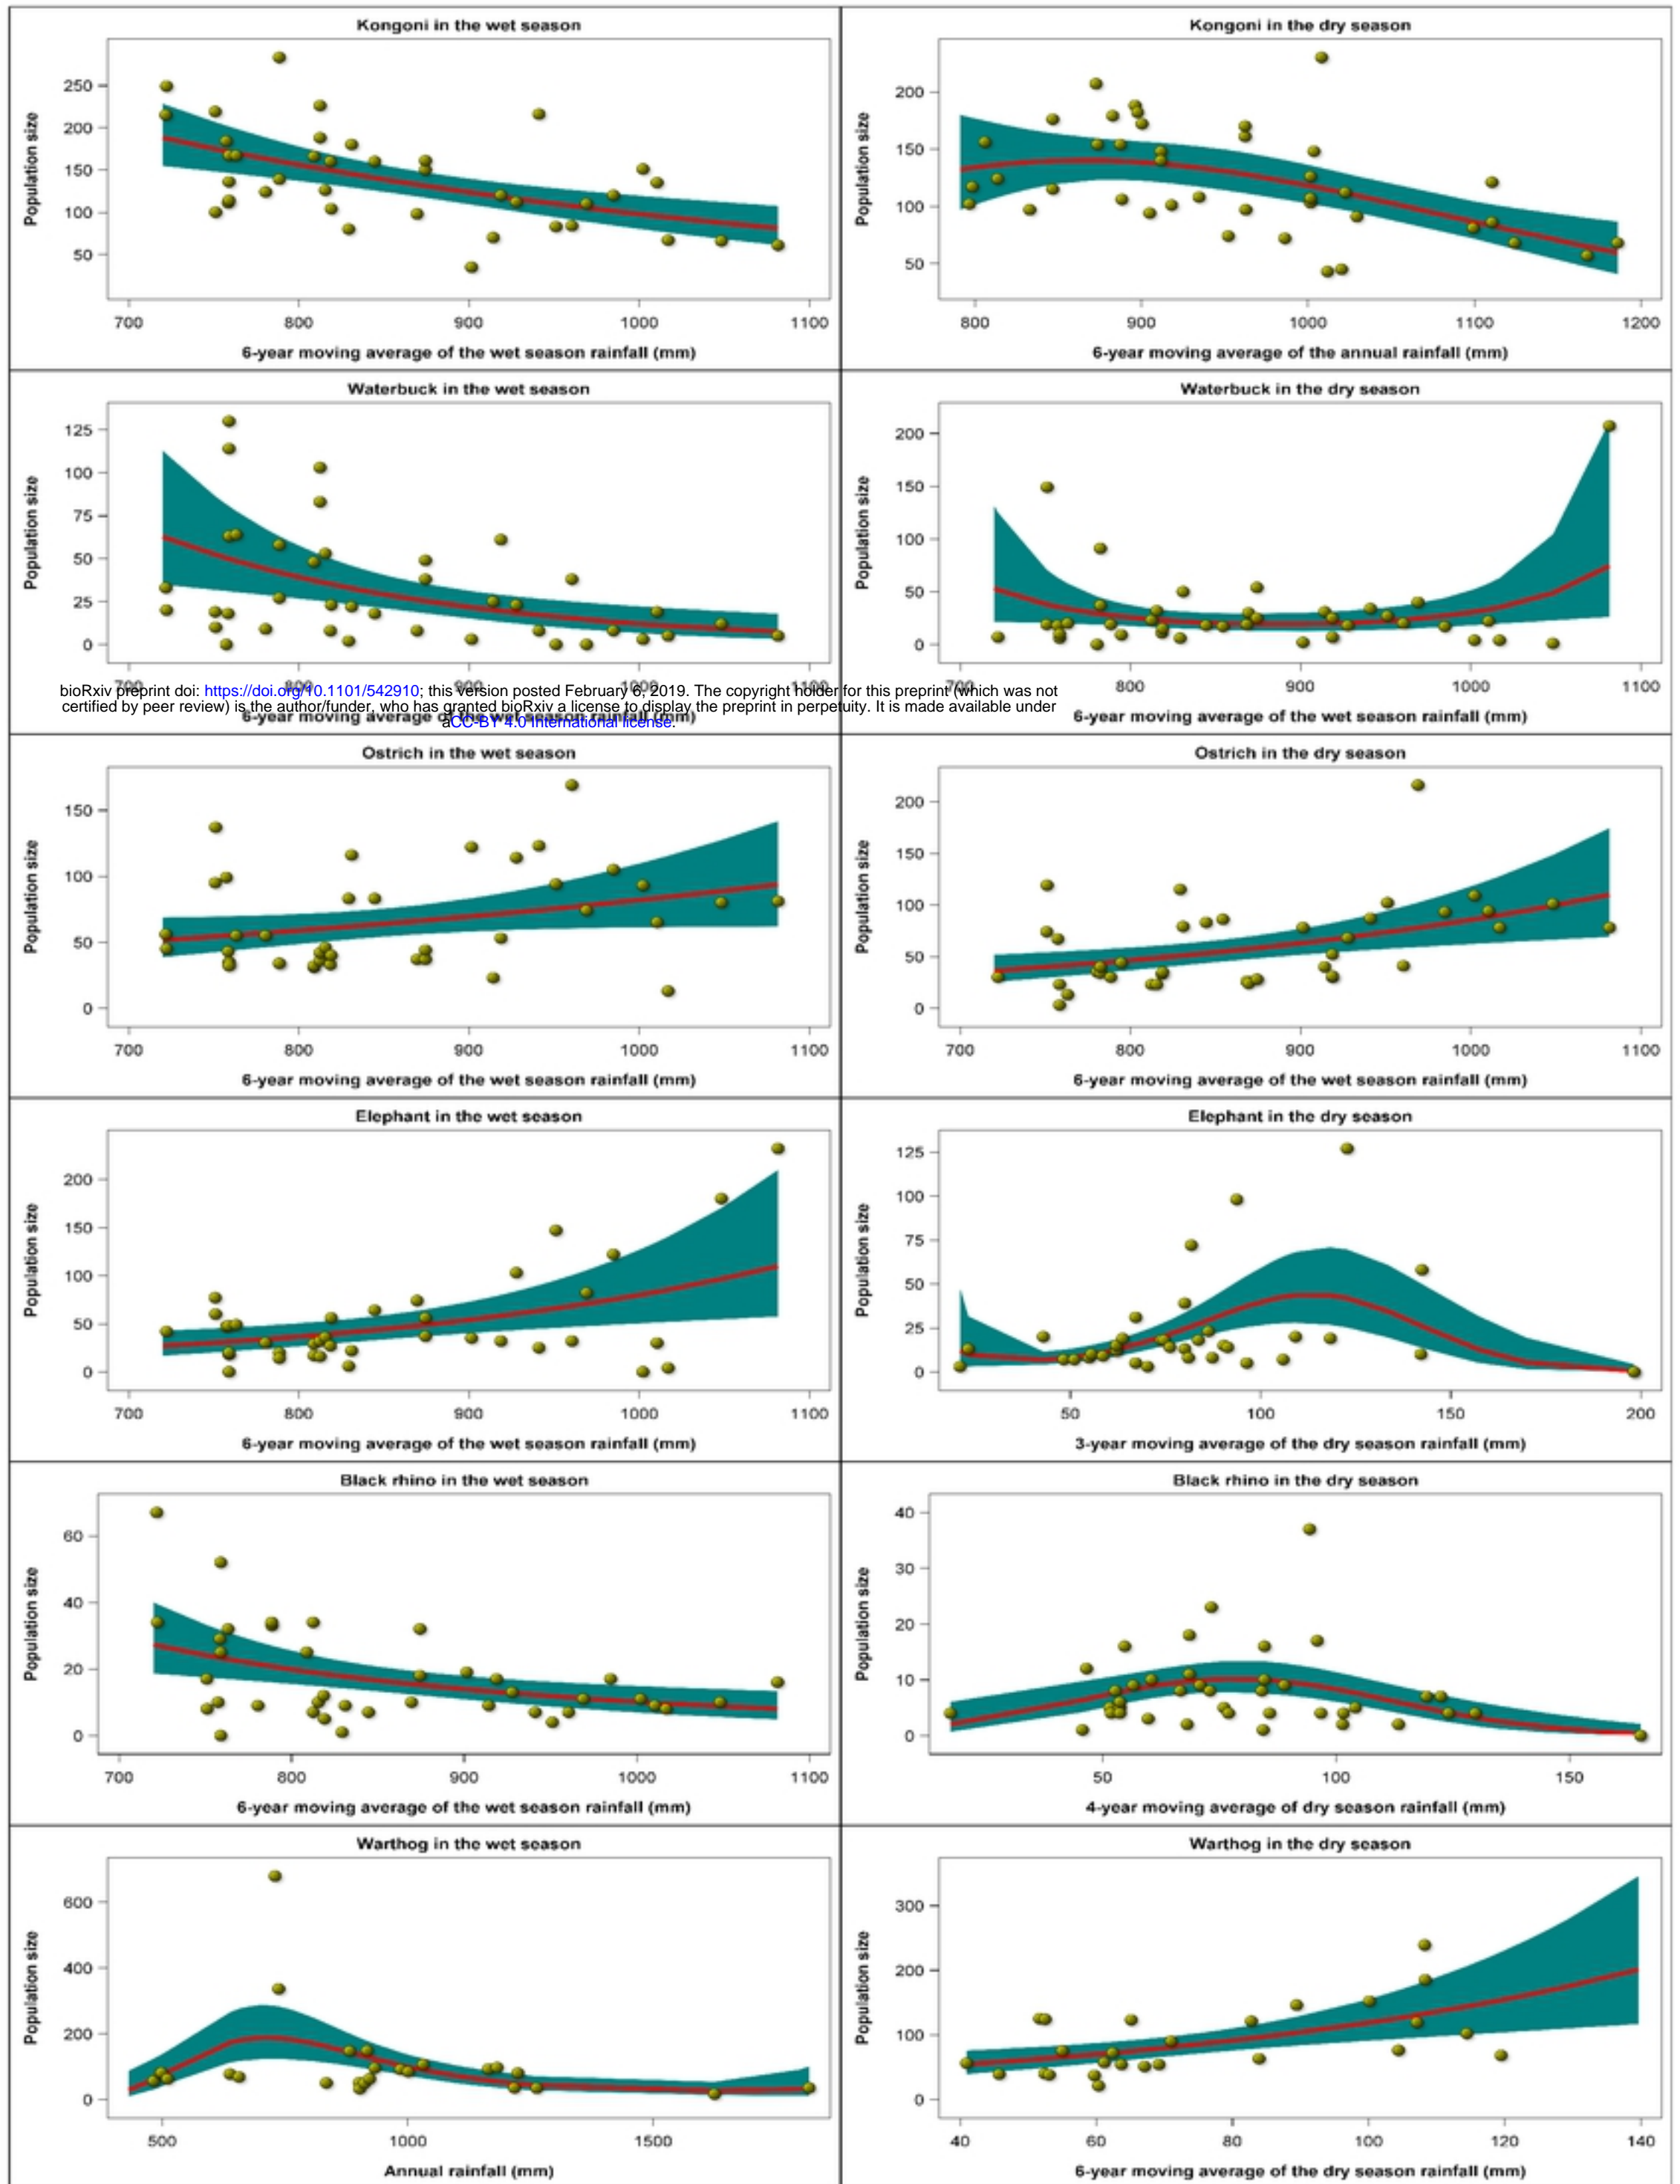 Kongoni in the wet season
Population size
250
200
150
100
50
700 800 900 1000 1100
6-year moving average of the wet season rainfall (mm)
Kongoni in the dry season
Population size
200
150
100
50
800 900 1000 1100 1200
6-year moving average of the annual rainfall (mm)
Waterbuck in the wet season
Population size
125
100
75
50
25
0
6-year moving average of the wet season rainfall (mm)
Waterbuck in the dry season
Population size
200
150
100
50
0
700 800 900 1000 1100
6-year moving average of the wet season rainfall (mm)
bioRxiv preprint doi: https://doi.org/10.1101/542910; this version posted February 6, 2019. The copyright holder for this preprint (which was not
certified by peer review) is the author/funder, who has granted bioRxiv a license to display the preprint in perpetuity. It is made available under
aCC-BY 4.0 International license.
Ostrich in the wet season
Population size
150
100
50
0
700 800 900 1000 1100
6-year moving average of the wet season rainfall (mm)
Ostrich in the dry season
Population size
200
150
100
50
0
700 800 900 1000 1100
6-year moving average of the wet season rainfall (mm)
Elephant in the wet season
Population size
200
150
100
50
0
700 800 900 1000 1100
6-year moving average of the wet season rainfall (mm)
Elephant in the dry season
Population size
125
100
75
50
25
0
50 100 150 200
3-year moving average of the dry season rainfall (mm)
Black rhino in the wet season
Population size
60
40
20
0
700 800 900 1000 1100
6-year moving average of the wet season rainfall (mm)
Black rhino in the dry season
Population size
40
30
20
10
0
50 100 150
4-year moving average of dry season rainfall (mm)
Warthog in the wet season
Population size
600
400
200
0
500 1000 1500
Annual rainfall (mm)
Warthog in the dry season
Population size
300
200
100
0
40 60 80 100 120 140
6-year moving average of the dry season rainfall (mm)